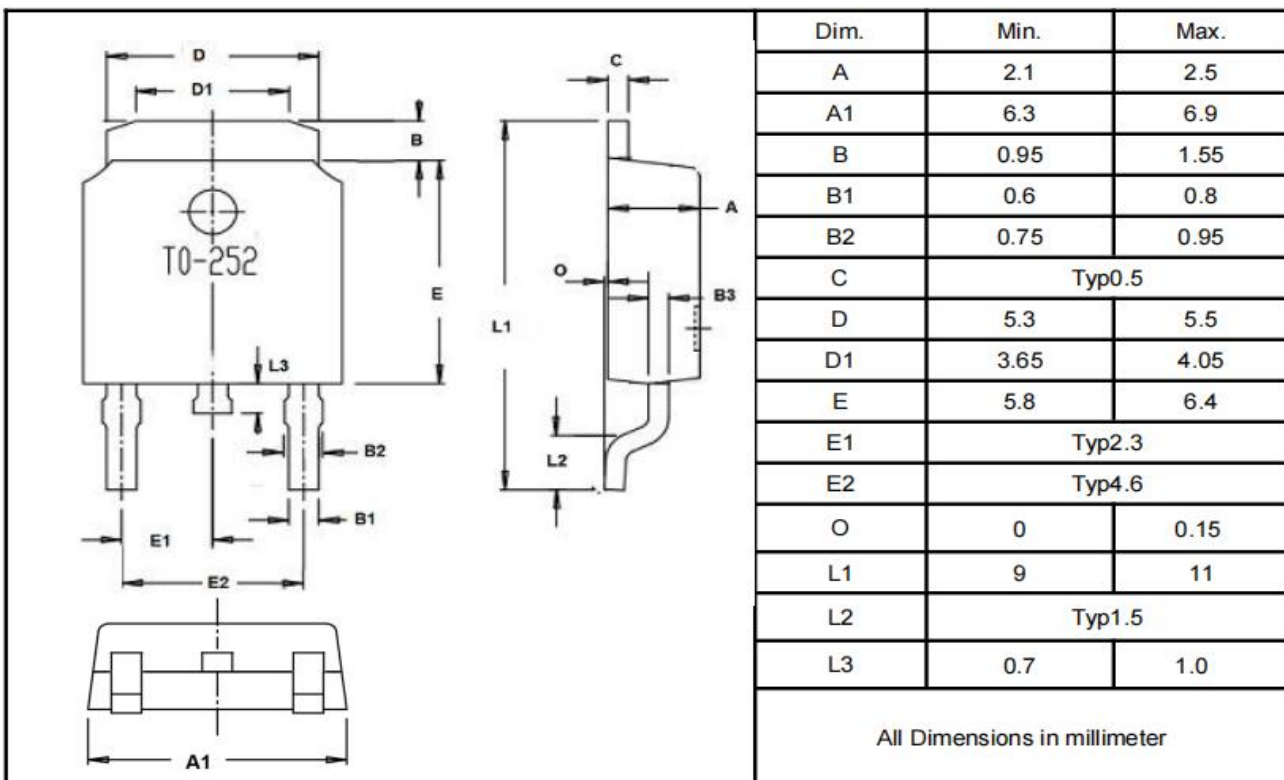 D
D1
B
TO-252
E
L3
B2
B1
E1
E2
A1
C
A
O
B3
L1
L2
Dim. Min. Max.
A 2.1 2.5
A1 6.3 6.9
B 0.95 1.55
B1 0.6 0.8
B2 0.75 0.95
C Typ0.5
D 5.3 5.5
D1 3.65 4.05
E 5.8 6.4
E1 Typ2.3
E2 Typ4.6
O 0 0.15
L1 9 11
L2 Typ1.5
L3 0.7 1.0
All Dimensions in millimeter